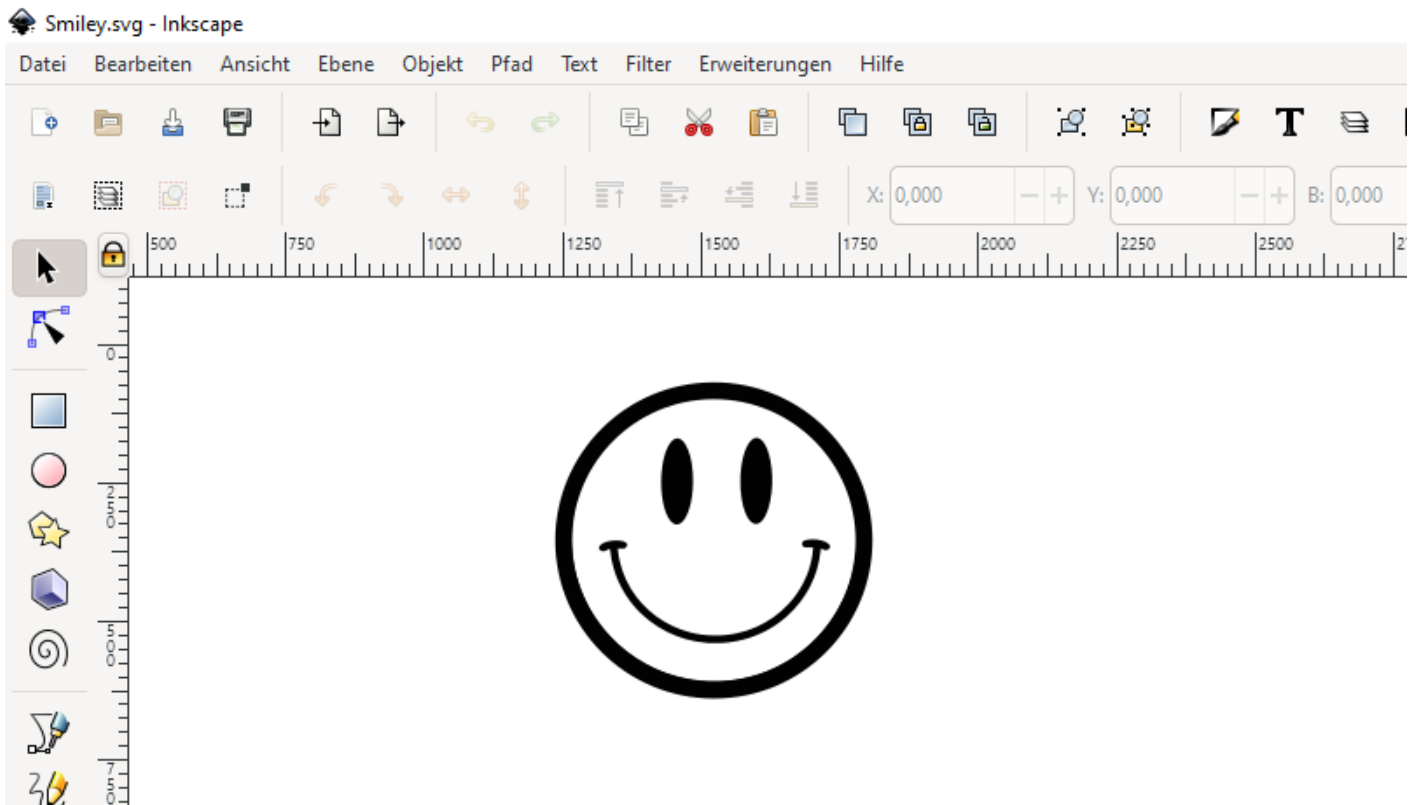 Smiley.svg - Inkscape
Datei Bearbeiten Ansicht Ebene Objekt Pfad Text Filter Erweiterungen Hilfe
X: 0,000 Y: 0,000 B: 0,000
500 750 1000 1250 1500 1750 2000 2250 2500
0
250
500
750